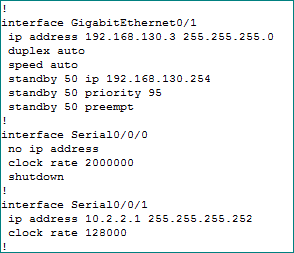 !
interface GigabitEthernet0/1
 ip address 192.168.130.3 255.255.255.0
 duplex auto
 speed auto
 standby 50 ip 192.168.130.254
 standby 50 priority 95
 standby 50 preempt
!
interface Serial0/0/0
 no ip address
 clock rate 2000000
 shutdown
!
interface Serial0/0/1
 ip address 10.2.2.1 255.255.255.252
 clock rate 128000
!